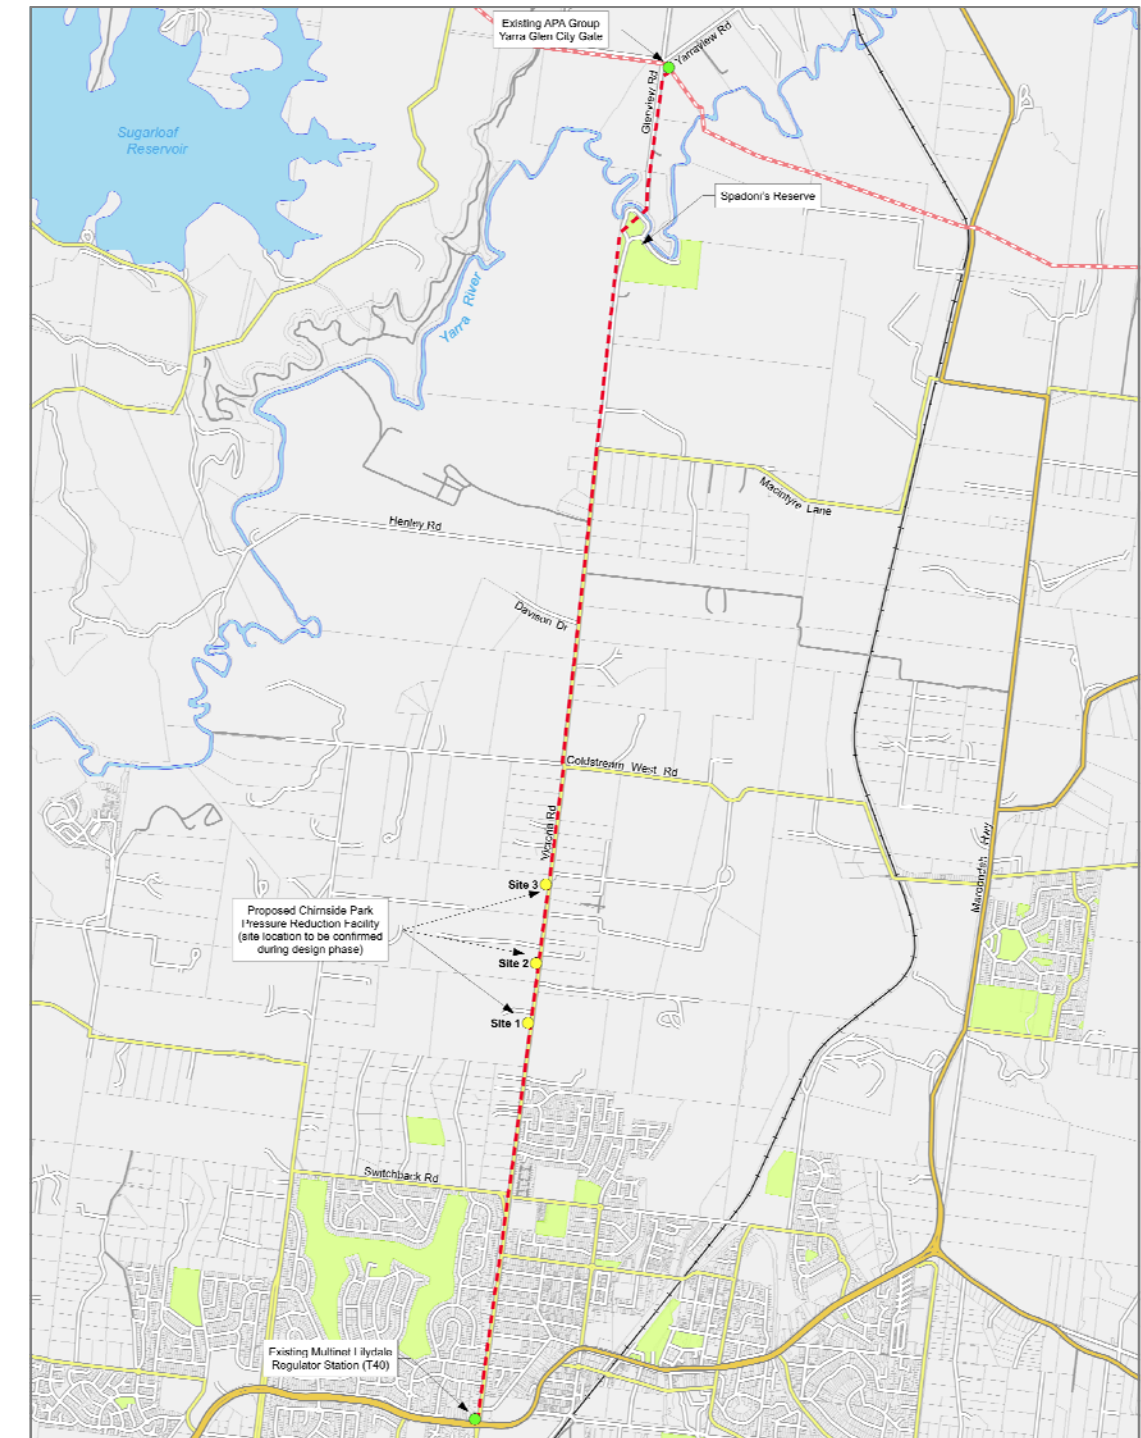 Existing APA Group
Yarra Glen City Gate
Yarraview Rd
Glenview Rd
Sugarloaf
Reservoir
Spadoni's Reserve
Yarra River
Macintyre Lane
Henley Rd
Davison Dr
Coldstream West Rd
Victoria Rd
Maroondah Hwy
Site 3
Proposed Chirnside Park
Pressure Reduction Facility
(site location to be confirmed
during design phase)
Site 2
Site 1
Switchback Rd
Existing Multinet Lilydale
Regulator Station (T40)